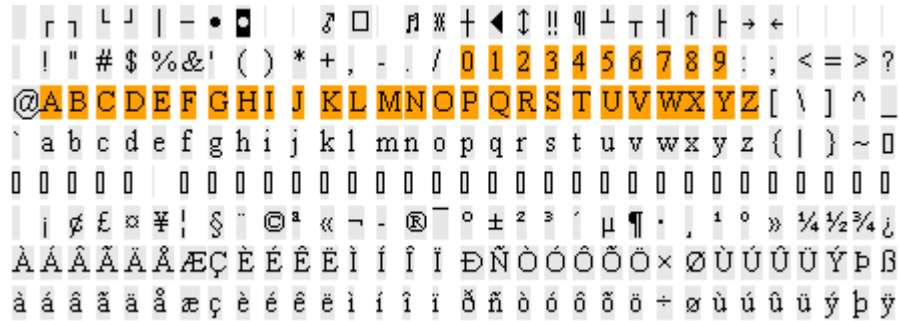 ┌ ┐ └ ┘ │ ─ • ◘ ♂ □ ♬ ※ ┼ ◀ ↕ ‼ ¶ ┴ ┬ ┤ ↑ ├ → ←
! " # $ % & ' ( ) * + , - . / 0 1 2 3 4 5 6 7 8 9 : ; < = > ?
@ A B C D E F G H I J K L M N O P Q R S T U V W X Y Z [ \ ] ^ _
` a b c d e f g h i j k l m n o p q r s t u v w x y z { | } ~ ▯
▯ ▯ ▯ ▯ ▯ ▯ ▯ ▯ ▯ ▯ ▯ ▯ ▯ ▯ ▯ ▯ ▯ ▯ ▯ ▯ ▯ ▯ ▯ ▯ ▯ ▯ ▯ ▯ ▯ ▯ ▯
¡ ø £ ¤ ¥ ¦ § ¨ © ª « ¬ - ® ¯ ° ± ² ³ ´ µ ¶ · ¸ ¹ º » ¼ ½ ¾ ¿
À Á Â Ã Ä Å Æ Ç È É Ê Ë Ì Í Î Ï Ð Ñ Ò Ó Ô Õ Ö × Ø Ù Ú Û Ü Ý Þ ß
à á â ã ä å æ ç è é ê ë ì í î ï ð ñ ò ó ô õ ö ÷ ø ù ú û ü ý þ ÿ